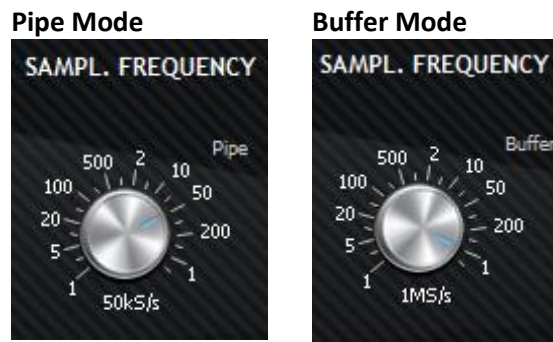 Pipe Mode
SAMPL. FREQUENCY
Pipe
500 2
100 10
20 50
5 200
1 1
50kS/s
Buffer Mode
SAMPL. FREQUENCY
Buffer
500 2
100 10
20 50
5 200
1 1
1MS/s